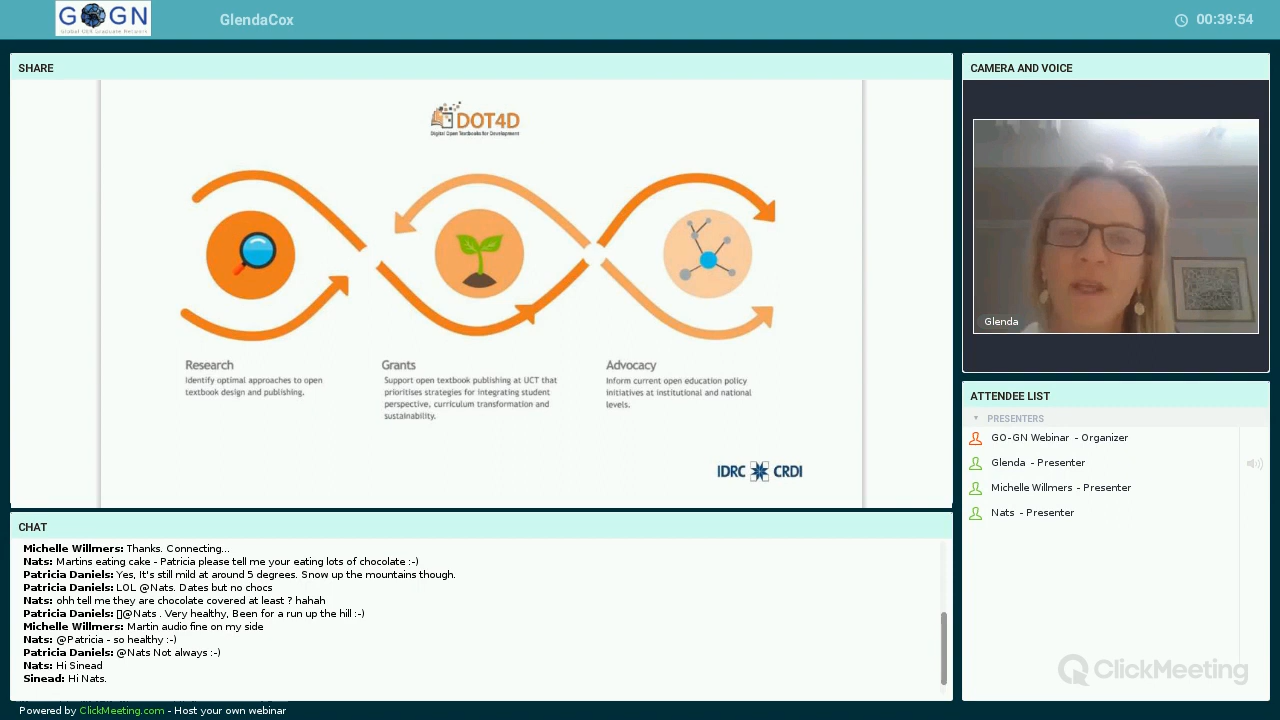 GOGN
Global OER Graduate Network
GlendaCox
00:39:54
SHARE
DOT4D
Digital Open Textbooks for Development
Research
Identify optimal approaches to open
textbook design and publishing.
Grants
Support open textbook publishing at UCT that
prioritises strategies for integrating student
perspective, curriculum transformation and
sustainability.
Advocacy
Inform current open education policy
initiatives at institutional and national
levels.
IDRC CRDI
CAMERA AND VOICE
Glenda
ATTENDEE LIST
PRESENTERS
GO-GN Webinar - Organizer
Glenda - Presenter
Michelle Willmers - Presenter
Nats - Presenter
ClickMeeting
CHAT
Michelle Willmers: Thanks. Connecting...
Nats: Martins eating cake - Patricia please tell me your eating lots of chocolate :-)
Patricia Daniels: Yes, It's still mild at around 5 degrees. Snow up the mountains though.
Patricia Daniels: LOL @Nats. Dates but no chocs
Nats: ohh tell me they are chocolate covered at least ? hahah
Patricia Daniels: @Nats . Very healthy, Been for a run up the hill :-)
Michelle Willmers: Martin audio fine on my side
Nats: @Patricia - so healthy :-)
Patricia Daniels: @Nats Not always :-)
Nats: Hi Sinead
Sinead: Hi Nats.
Powered by ClickMeeting.com - Host your own webinar